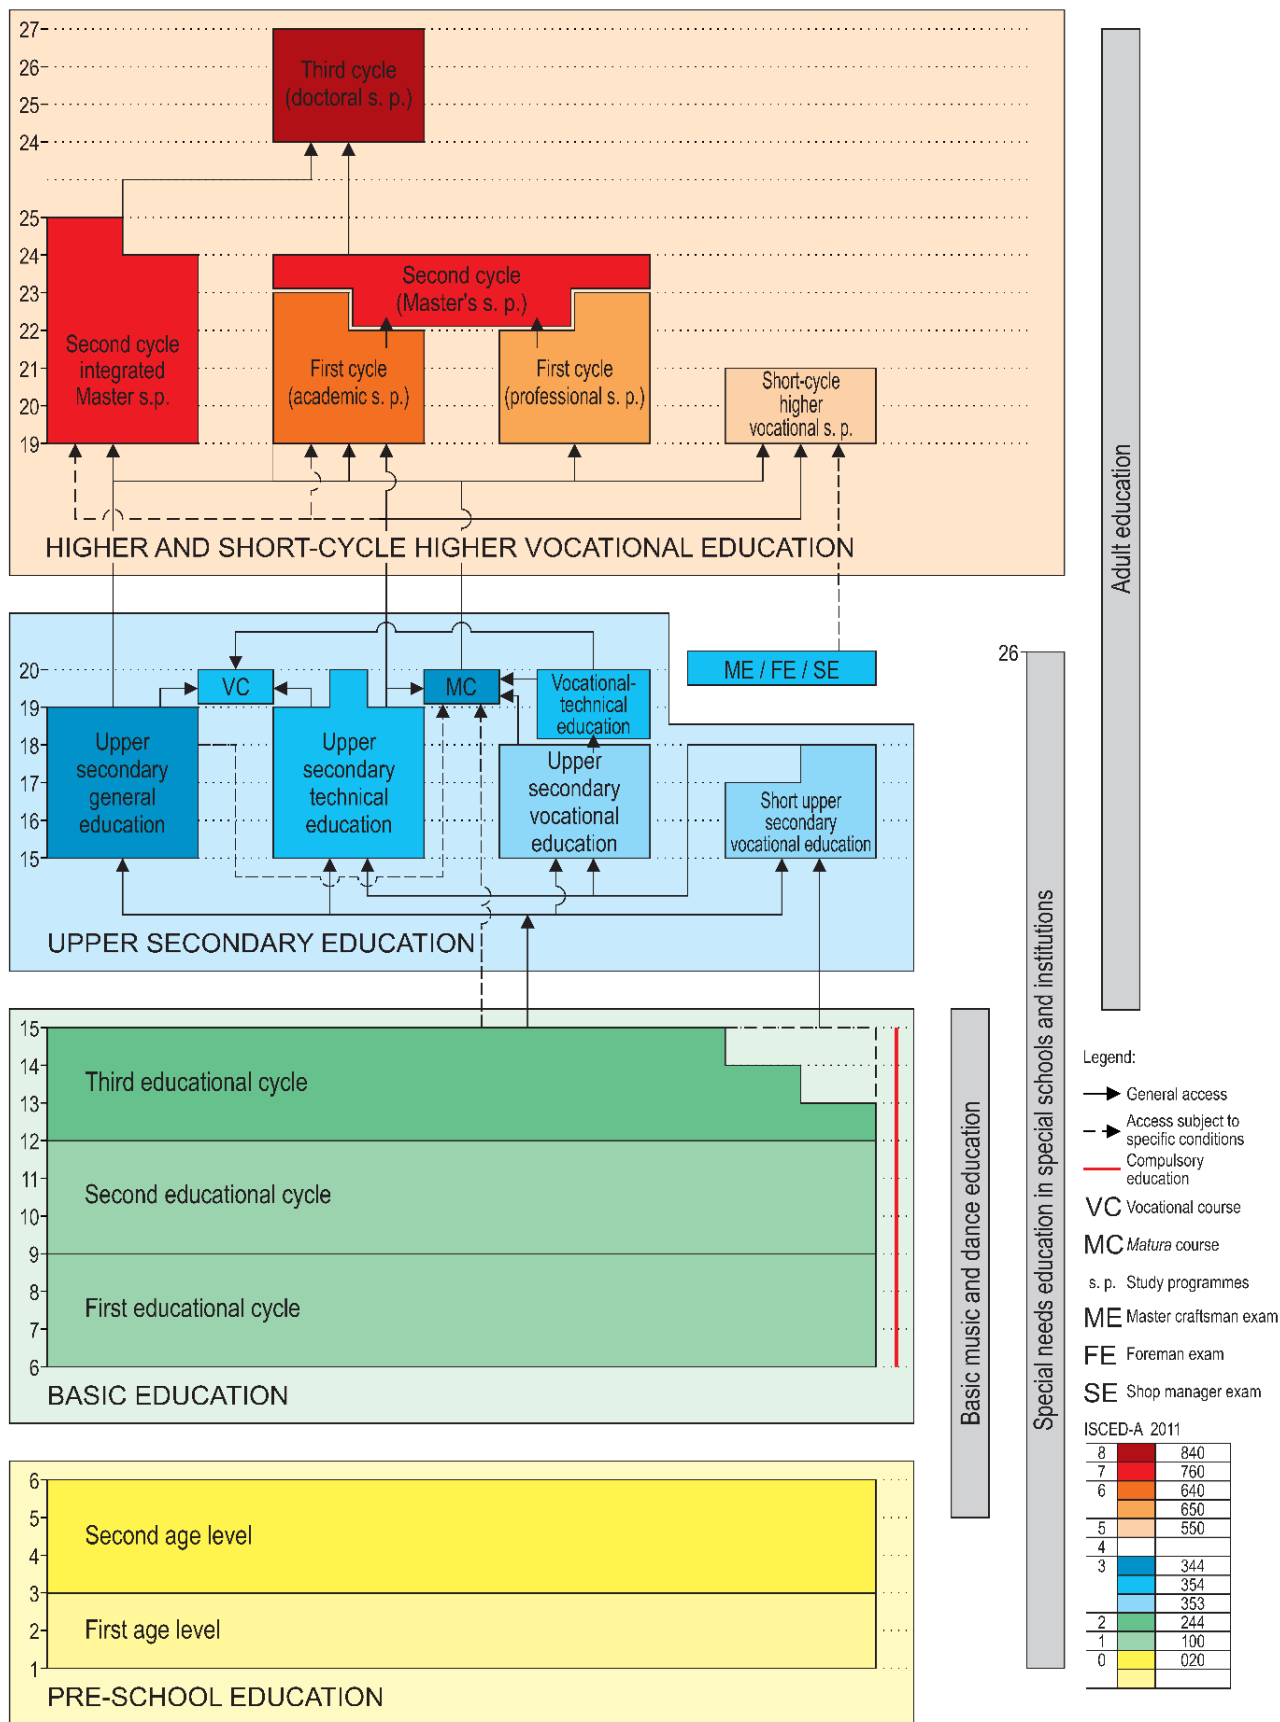 27
26
25
24
Third cycle
(doctoral s. p.)
25
24
23
22
21
20
19
Second cycle
integrated
Master s.p.
Second cycle
(Master's s. p.)
First cycle
(academic s. p.)
First cycle
(professional s. p.)
Short-cycle
higher
vocational s. p.
HIGHER AND SHORT-CYCLE HIGHER VOCATIONAL EDUCATION
20
19
18
17
16
15
VC
MC
Vocational-
technical
education
ME / FE / SE
Upper
secondary
general
education
Upper
secondary
technical
education
Upper
secondary
vocational
education
Short upper
secondary
vocational education
UPPER SECONDARY EDUCATION
15
14
13
12
11
10
9
8
7
6
Third educational cycle
Second educational cycle
First educational cycle
BASIC EDUCATION
6
5
4
3
2
1
Second age level
First age level
PRE-SCHOOL EDUCATION
Basic music and dance education
26
Special needs education in special schools and institutions
Adult education
Legend:
General access
Access subject to
specific conditions
Compulsory
education
VC Vocational course
MC Matura course
s. p. Study programmes
ME Master craftsman exam
FE Foreman exam
SE Shop manager exam
ISCED-A 2011
8 840
7 760
6 640
650
5 550
4
3 344
354
353
2 244
1 100
0 020